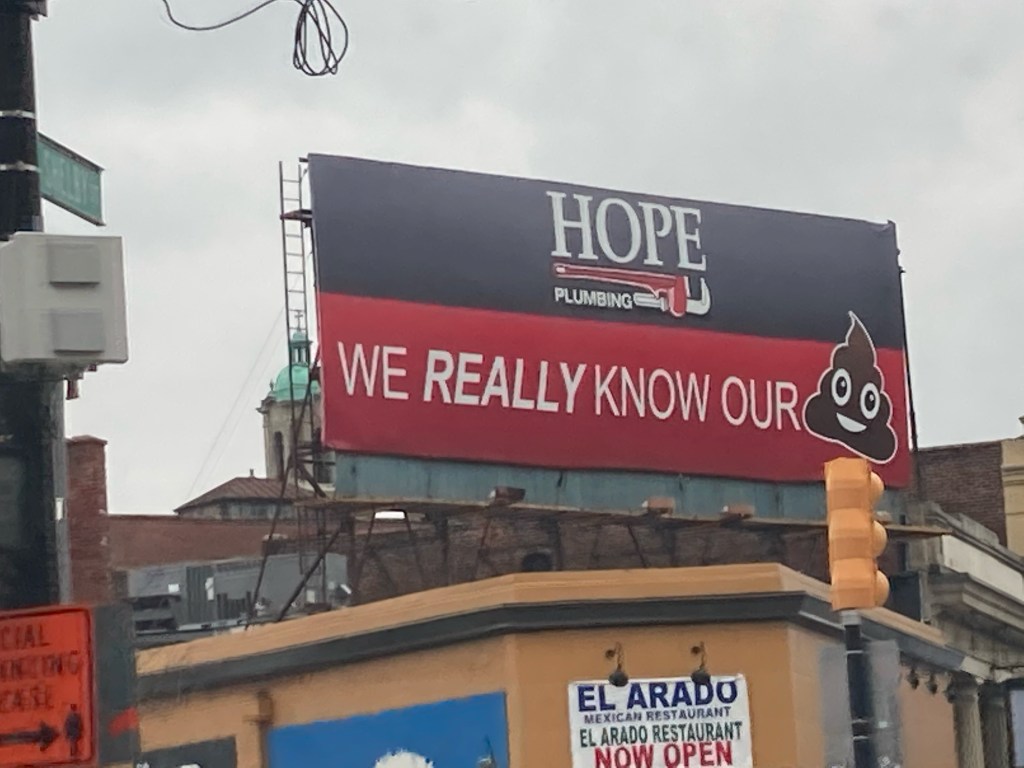 HOPE
PLUMBING
WE REALLY KNOW OUR
EL ARADO
MEXICAN RESTAURANT
EL ARADO RESTAURANT
NOW OPEN